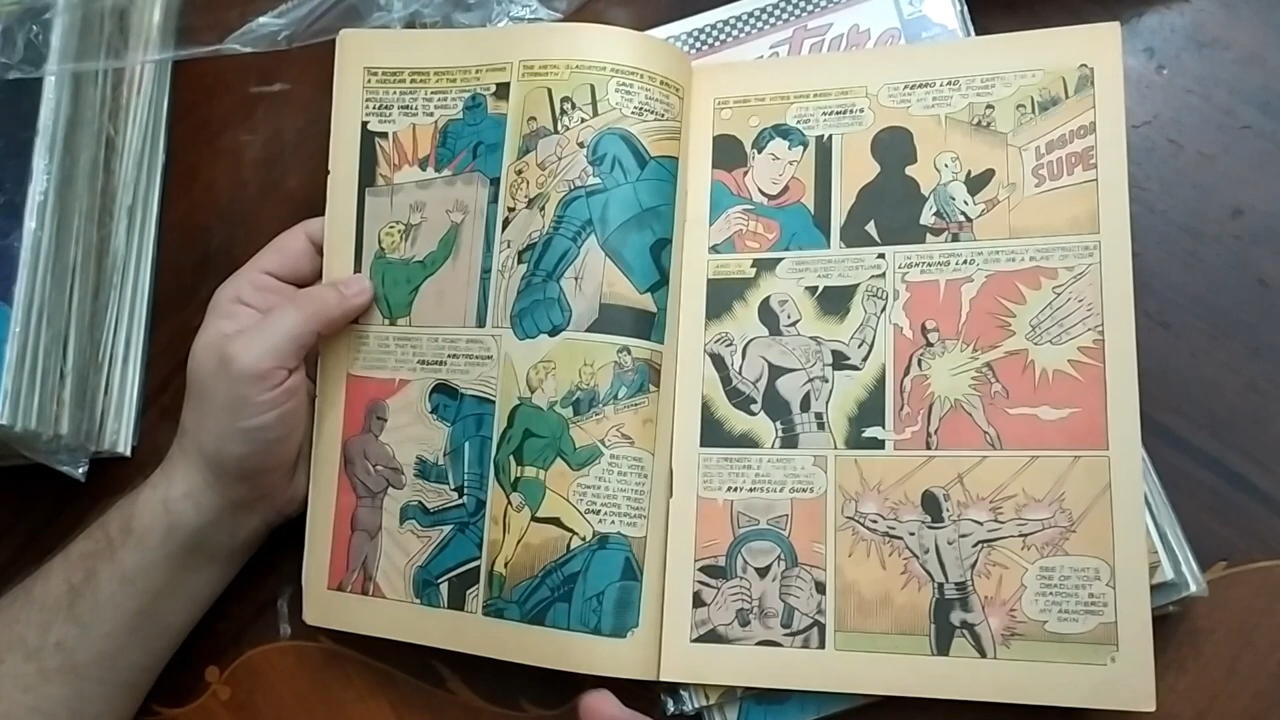 THE ROBOT OPENS HOSTILITIES BY FIRING
A NUCLEAR BLAST AT THE YOUTH
THIS IS A SNAP! I MERELY CHANGE THE
MOLECULES OF THE AIR INTO
A LEAD WALL TO SHIELD
MYSELF FROM THE
RAYS
THE METAL GLADIATOR RESORTS TO BRUTE
STRENGTH!
SAVE HIM! THE
ROBOT SMASHED
THE WALL
KILL NEMESIS
KID!
NEUTRONIUM,
ABSORBS ALL ENERGY
POWER SYSTEM
SUPERBOY
BEFORE
YOU VOTE,
I'D BETTER
TELL YOU MY
POWER IS LIMITED!
I'VE NEVER TRIED
IT ON MORE THAN
ONE ADVERSARY
AT A TIME!
7
AND WHEN THE VOTES HAVE BEEN CAST...
IT'S UNANIMOUS
AGAIN! NEMESIS
KID IS ACCEPTED!
NEXT CANDIDATE.
I'M FERRO LAD, OF EARTH! I'M A
MUTANT, WITH THE POWER TO
TURN MY BODY TO IRON
WATCH
LEGION
SUPE
AND IN
SECONDS...
TRANSFORMATION
COMPLETED! COSTUME
AND ALL.
IN THIS FORM, I'M VIRTUALLY INDESTRUCTIBLE
LIGHTNING LAD, GIVE ME A BLAST OF YOUR
BOLTS! AH!
MY STRENGTH IS ALMOST
INCONCEIVABLE. THIS IS A
SOLID STEEL BAR. NOW HIT
ME WITH A BARRAGE FROM
YOUR RAY-MISSILE GUNS!
SEE? THAT'S
ONE OF YOUR
DEADLIEST
WEAPONS, BUT
IT CAN'T PIERCE
MY ARMORED
SKIN!
8